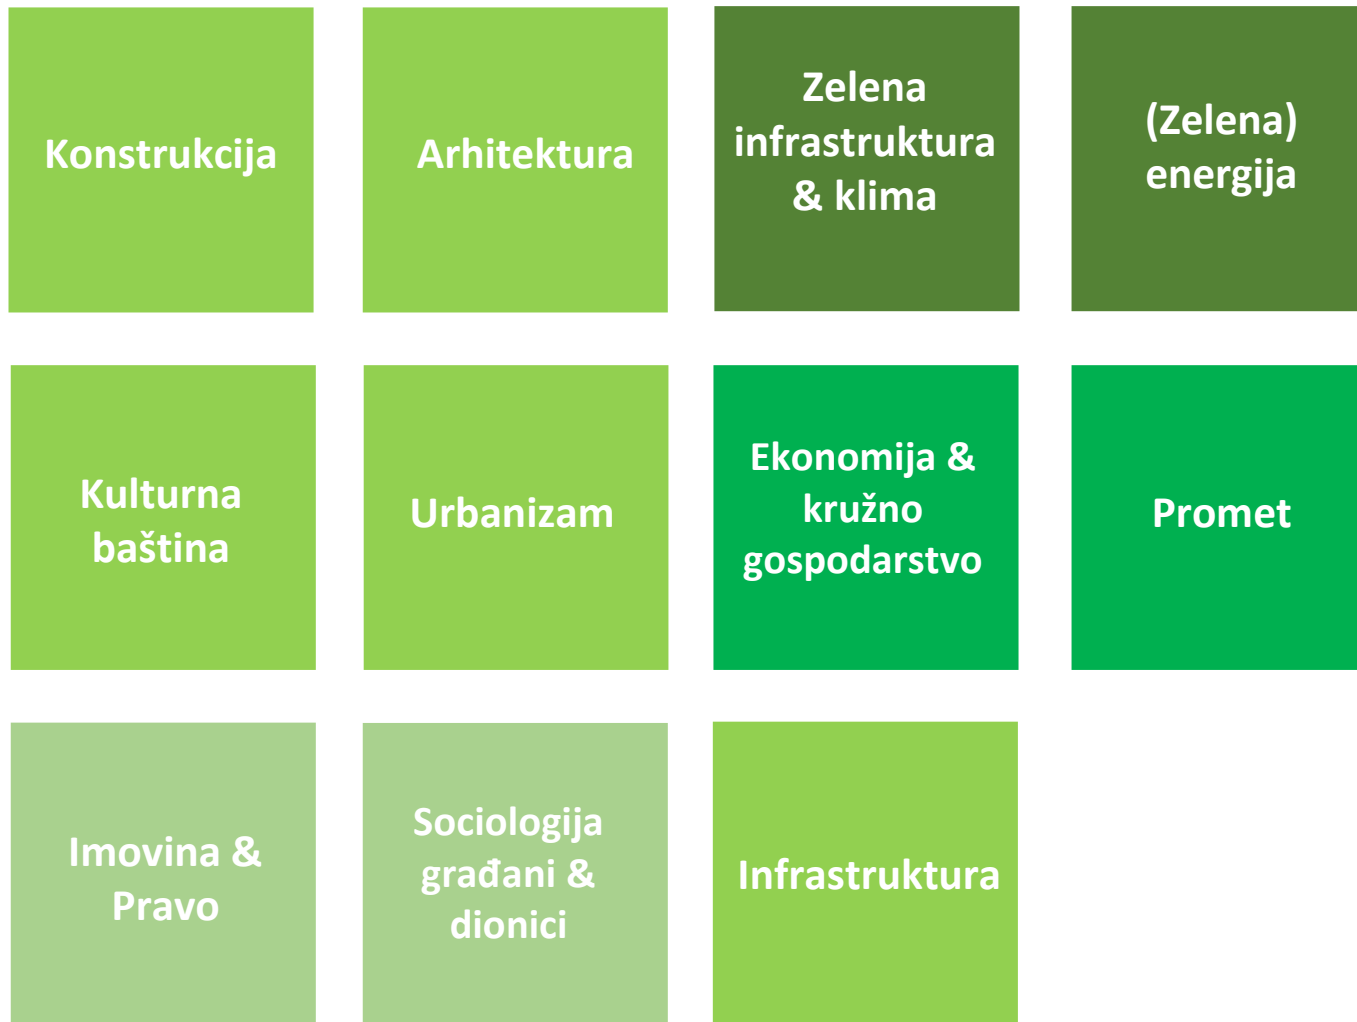 Konstrukcija
Arhitektura
Zelena
infrastruktura
& klima
(Zelena)
energija
Kulturna
baština
Urbanizam
Ekonomija &
kružno
gospodarstvo
Promet
Imovina &
Pravo
Sociologija
građani &
dionici
Infrastruktura